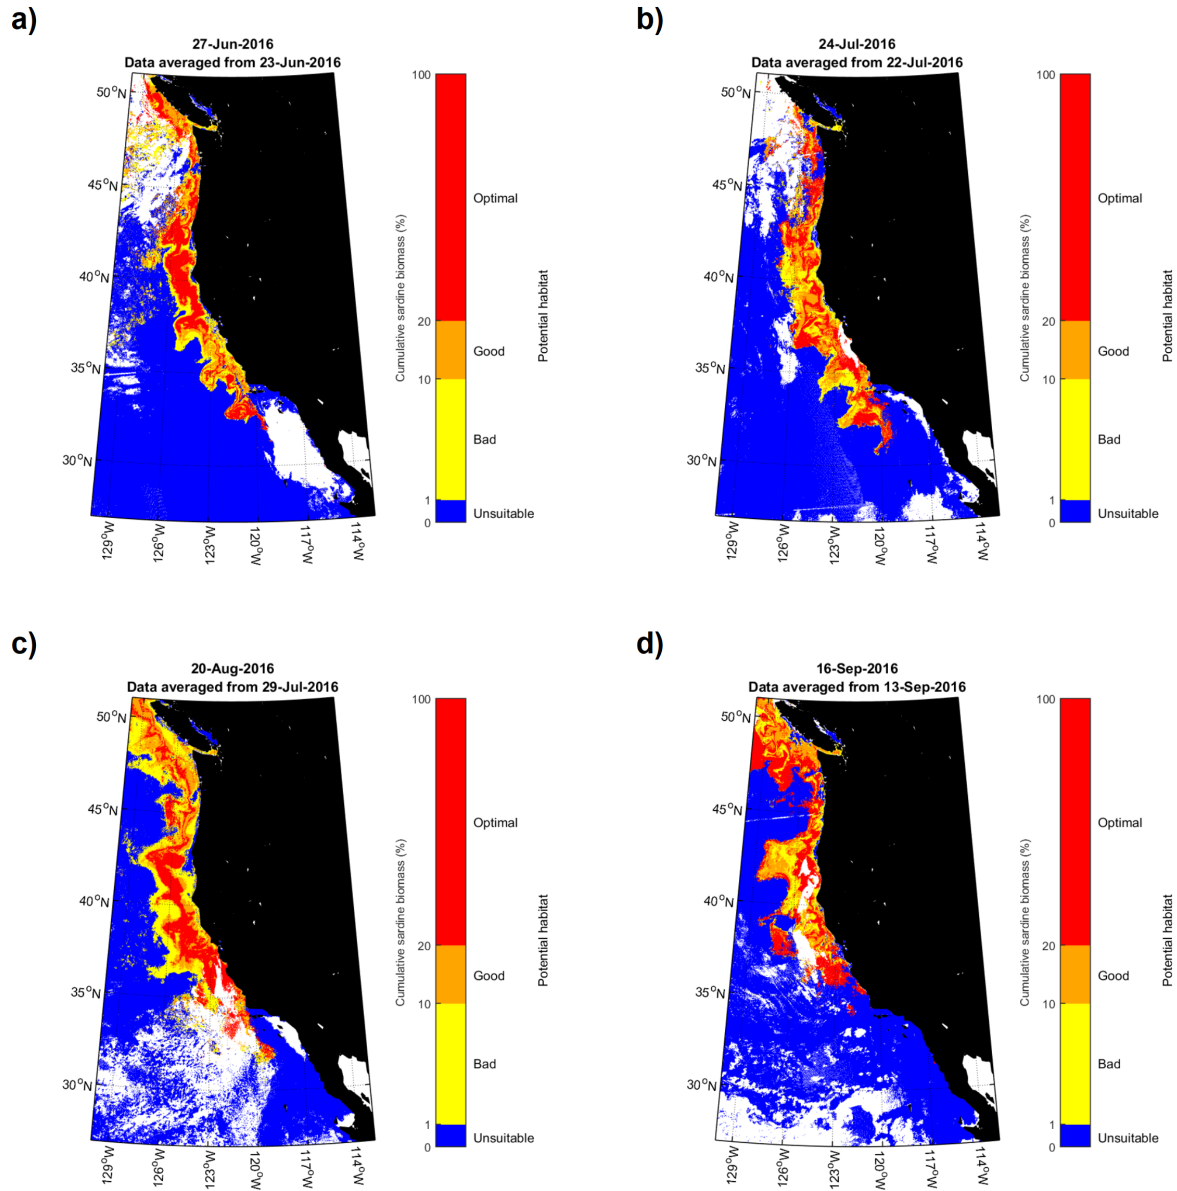 a)
27-Jun-2016
Data averaged from 23-Jun-2016
50°N
45°N
40°N
35°N
30°N
129°W
126°W
123°W
120°W
117°W
114°W
100
20
10
1
0
Cumulative sardine biomass (%)
Optimal
Good
Bad
Unsuitable
Potential habitat
b)
24-Jul-2016
Data averaged from 22-Jul-2016
50°N
45°N
40°N
35°N
30°N
129°W
126°W
123°W
120°W
117°W
114°W
100
20
10
1
0
Cumulative sardine biomass (%)
Optimal
Good
Bad
Unsuitable
Potential habitat
c)
20-Aug-2016
Data averaged from 29-Jul-2016
50°N
45°N
40°N
35°N
30°N
129°W
126°W
123°W
120°W
117°W
114°W
100
20
10
1
0
Cumulative sardine biomass (%)
Optimal
Good
Bad
Unsuitable
Potential habitat
d)
16-Sep-2016
Data averaged from 13-Sep-2016
50°N
45°N
40°N
35°N
30°N
129°W
126°W
123°W
120°W
117°W
114°W
100
20
10
1
0
Cumulative sardine biomass (%)
Optimal
Good
Bad
Unsuitable
Potential habitat